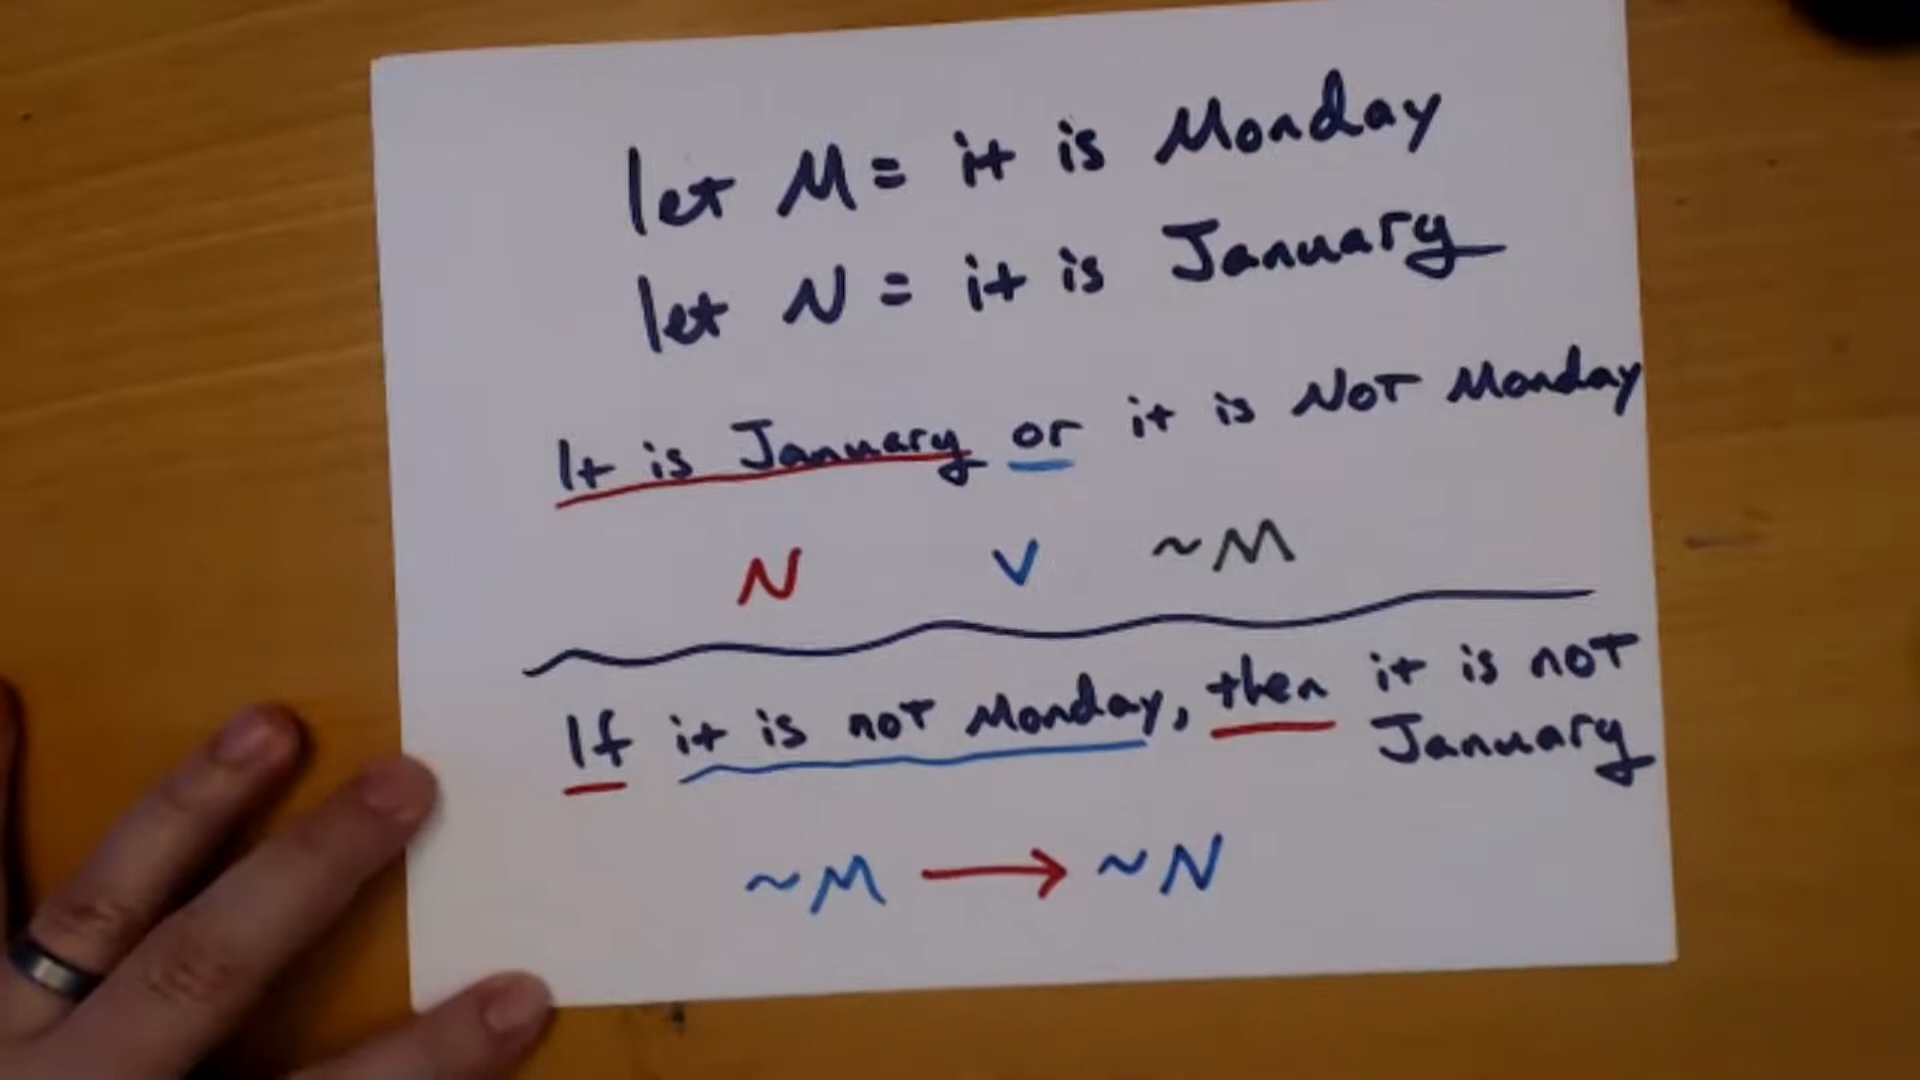 let M = it is Monday
let N = it is January
It is January or it is NOT Monday
N V ~M
If it is not Monday, then it is not
January
~M → ~N